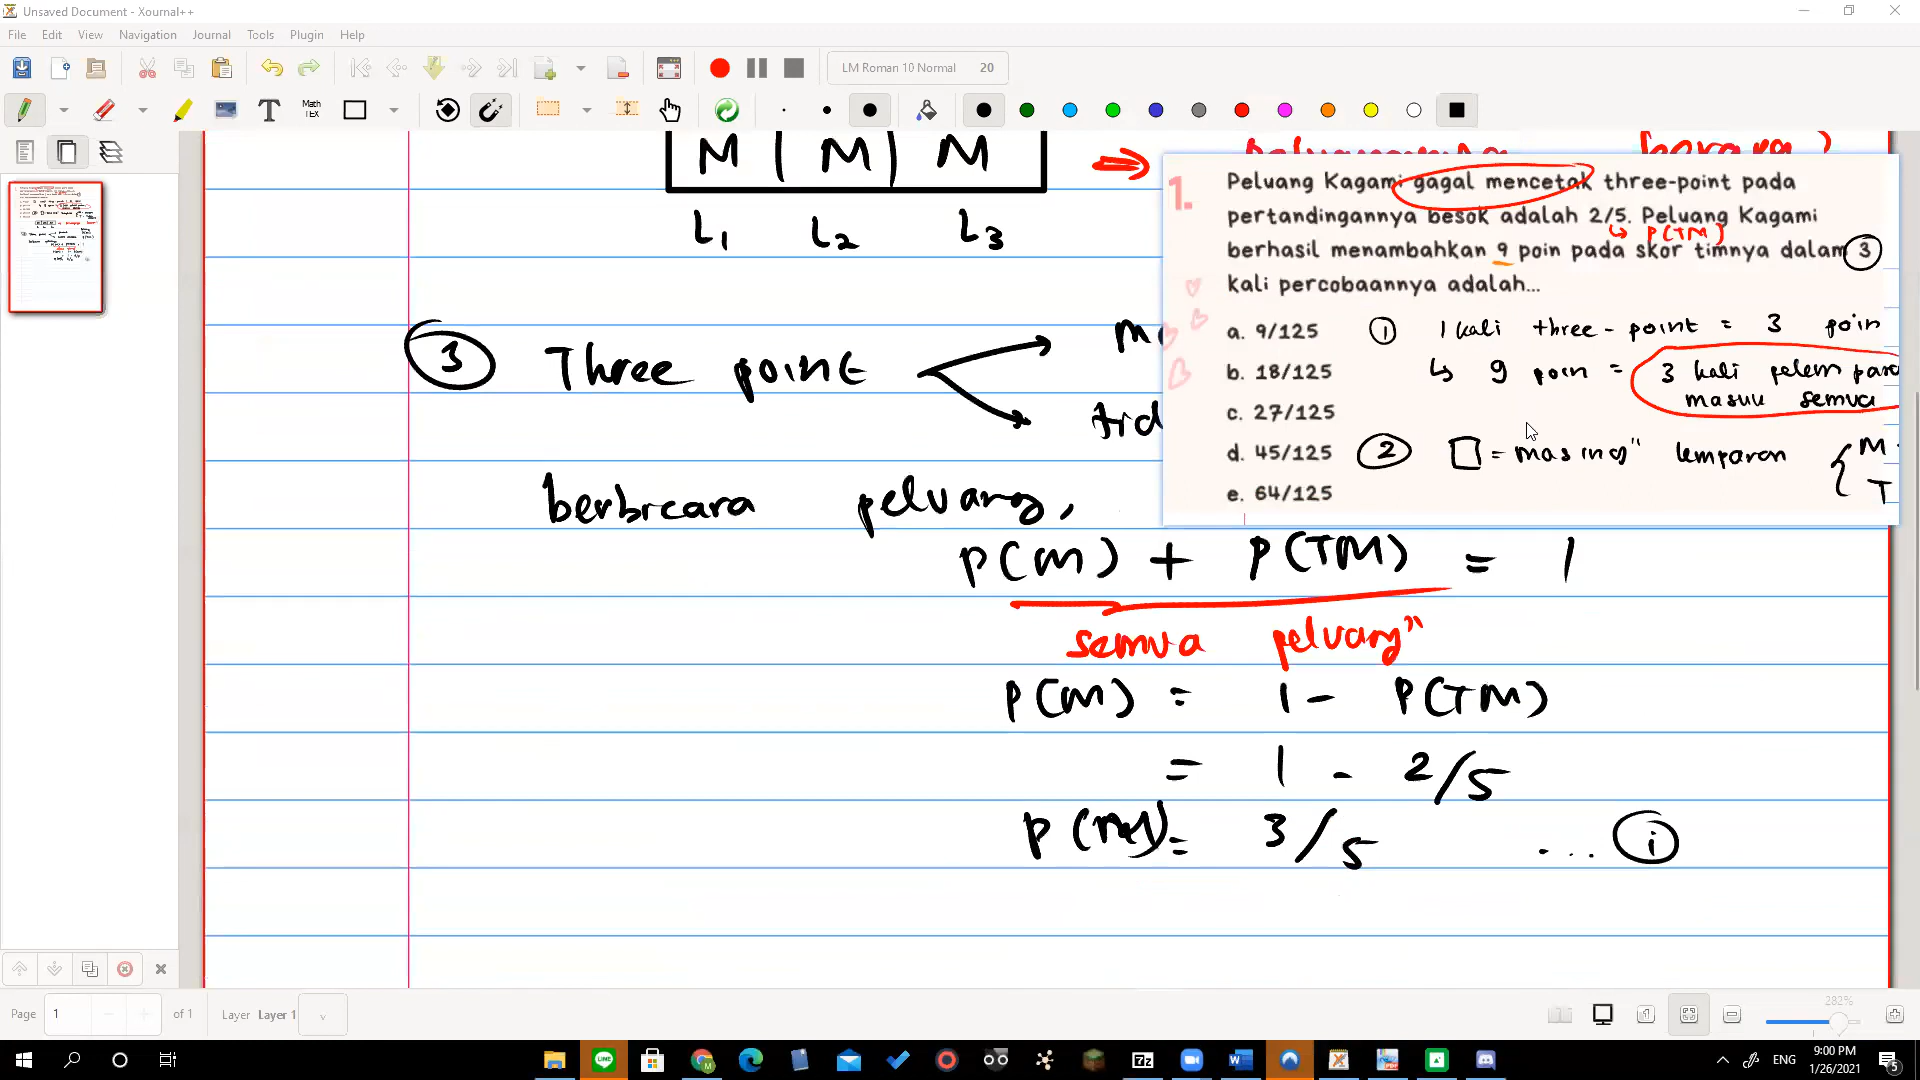 Unsaved Document - Xournal++
File Edit View Navigation Journal Tools Plugin Help
LM Roman 10 Normal 20
Math
TEX
M | M | M
L1 L2 L3
3 Three point
berbicara peluang,
P(M) + P(TM) = 1
semua peluang"
P(M) = 1 - P(TM)
= 1 - 2/5
P(M) = 3/5 ... i
1.
Peluang Kagami gagal mencetak three-point pada
pertandingannya besok adalah 2/5. Peluang Kagami
↳ P(TM)
berhasil menambahkan 9 poin pada skor timnya dalam 3
kali percobaannya adalah...
a. 9/125
b. 18/125
c. 27/125
d. 45/125
e. 64/125
1 1 kali three-point = 3 poin
↳ 9 poin = 3 kali
masuk semua
2 □ = masing" lemparan { M
T
Page 1 of 1 Layer Layer 1
282%
7z
ENG
9:00 PM
1/26/2021
5